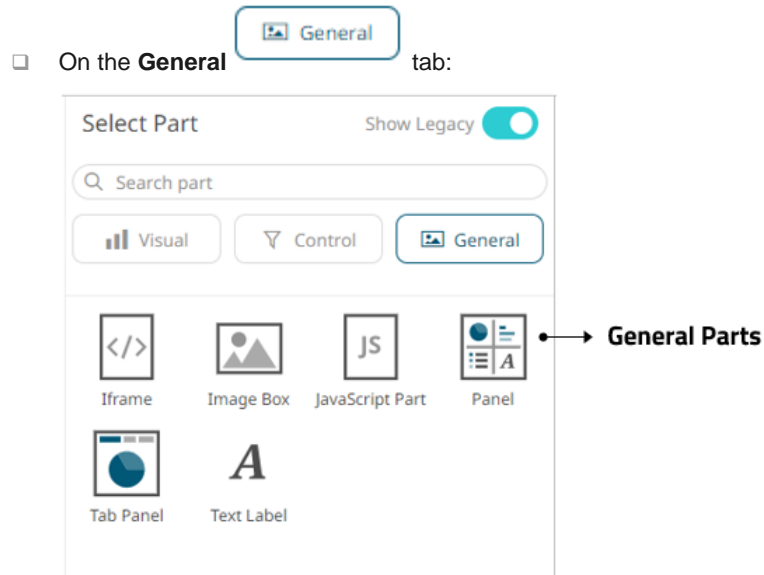 General
On the General tab:
Select Part Show Legacy
Search part
Visual Control General
</> JS A
General Parts
Iframe Image Box JavaScript Part Panel
A
Tab Panel Text Label